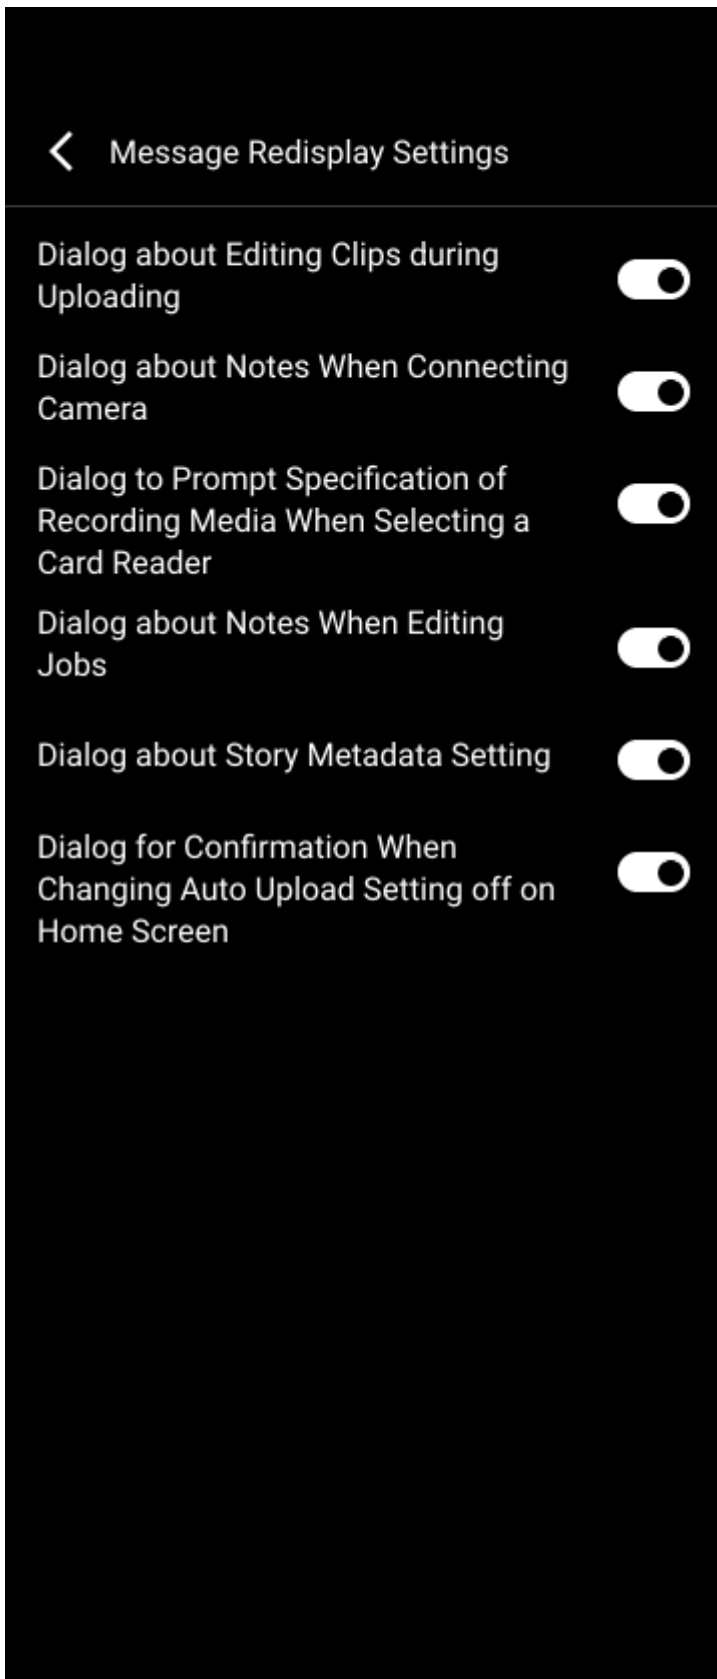 Message Redisplay Settings
Dialog about Editing Clips during
Uploading
Dialog about Notes When Connecting
Camera
Dialog to Prompt Specification of
Recording Media When Selecting a
Card Reader
Dialog about Notes When Editing
Jobs
Dialog about Story Metadata Setting
Dialog for Confirmation When
Changing Auto Upload Setting off on
Home Screen